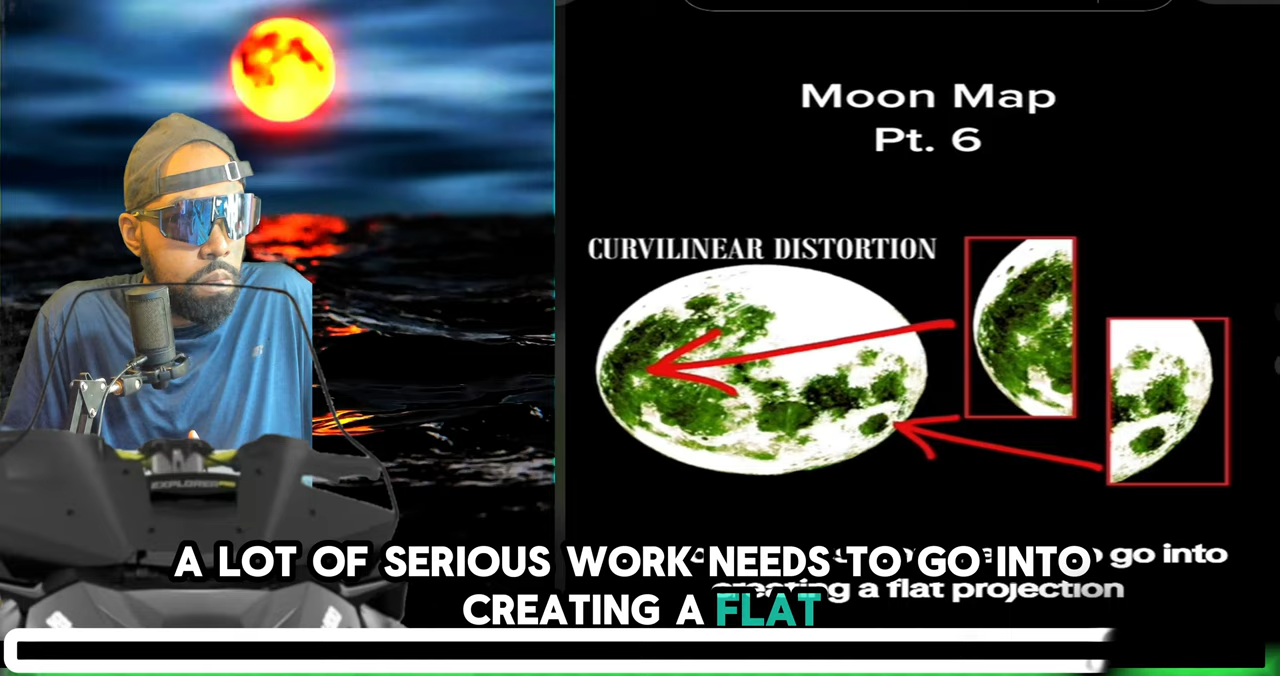 Moon Map
Pt. 6
CURVILINEAR DISTORTION
EXPLORER
go into
creating a flat projection
A LOT OF SERIOUS WORK NEEDS TO GO INTO
CREATING A FLAT